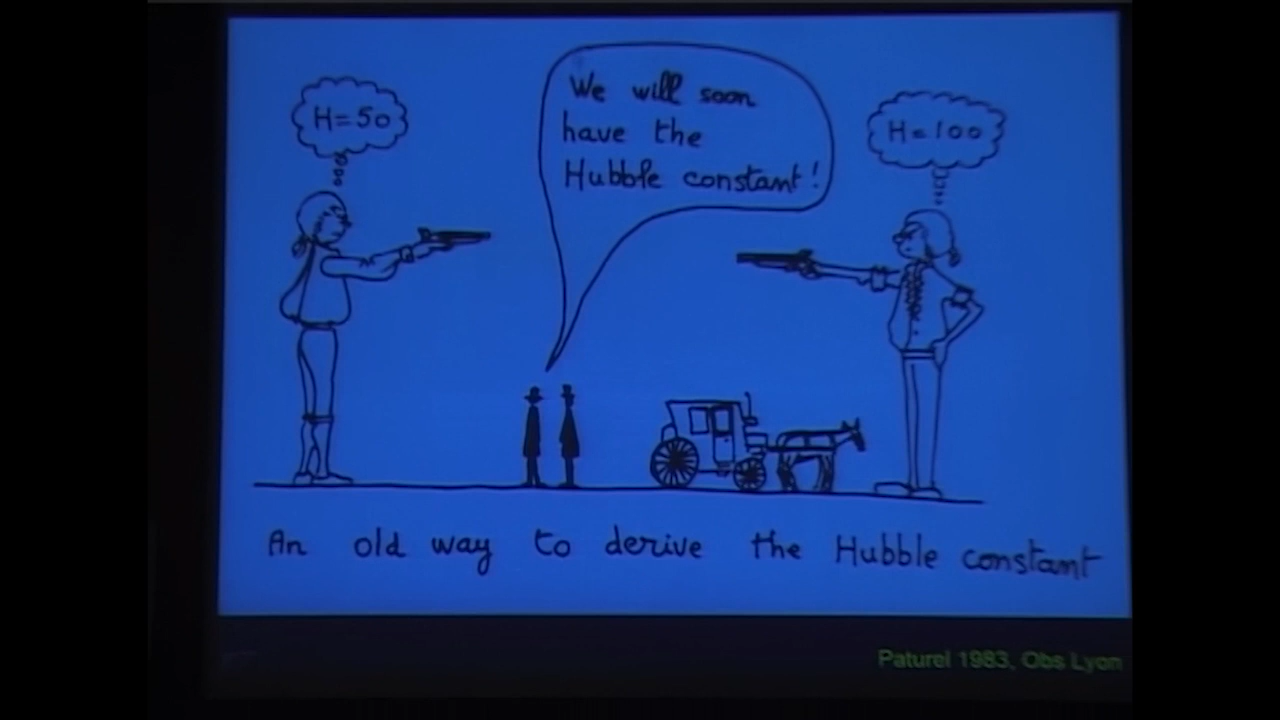 H=50
We will soon
have the
Hubble constant!
H=100
An old way to derive the Hubble constant
Paturel 1983, Obs Lyon